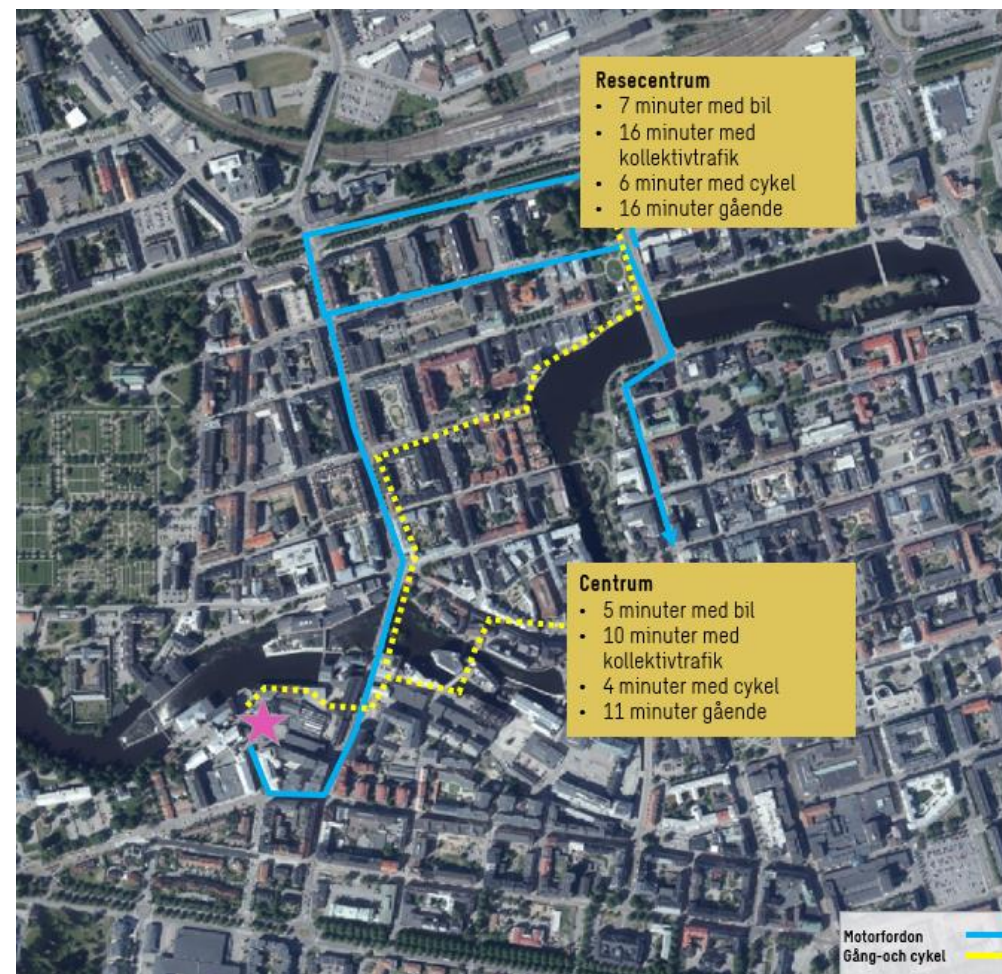 Resecentrum
• 7 minuter med bil
• 16 minuter med
kollektivtrafik
• 6 minuter med cykel
• 16 minuter gående
Centrum
• 5 minuter med bil
• 10 minuter med
kollektivtrafik
• 4 minuter med cykel
• 11 minuter gående
Motorfordon
Gång-och cykel